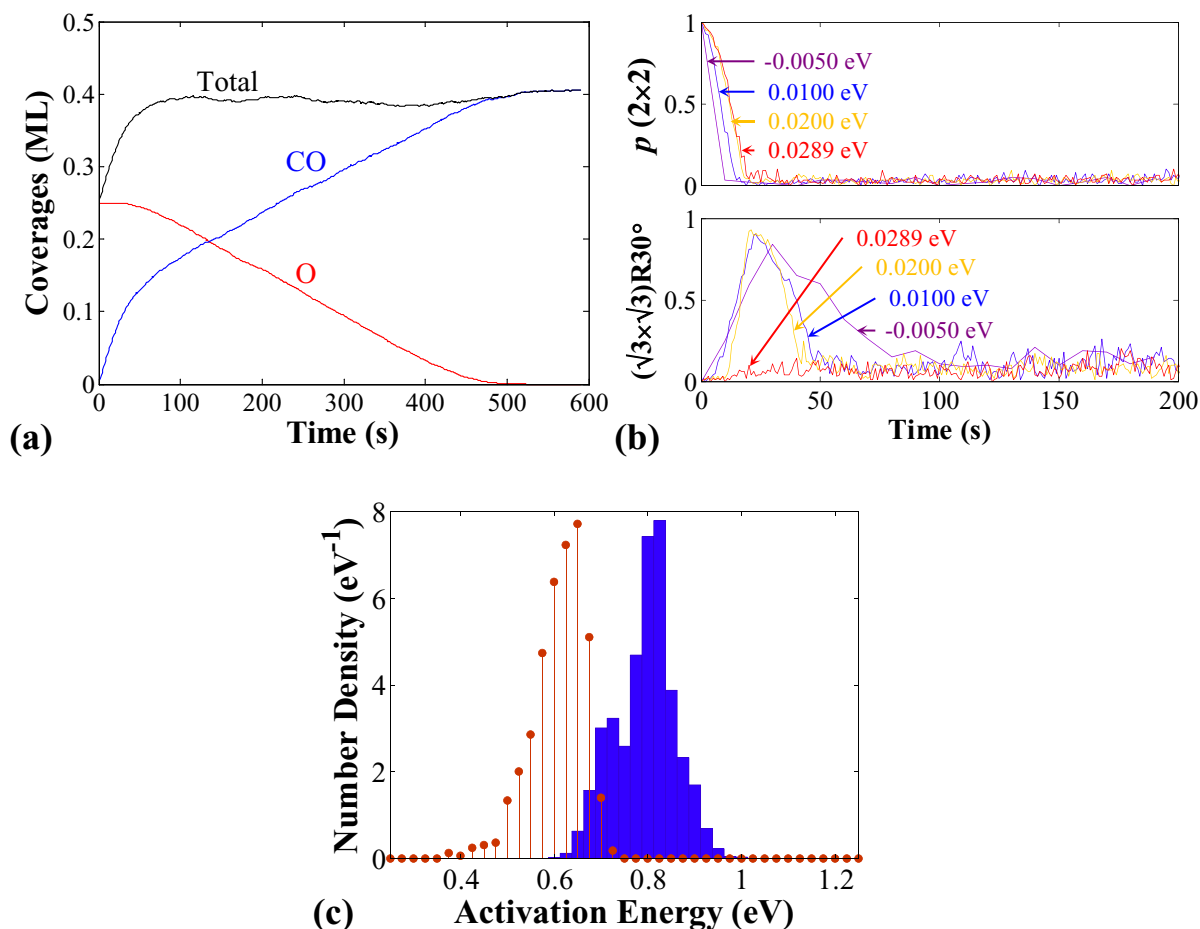 0.5
0.4
0.3
0.2
0.1
0
Total
CO
O
Coverages (ML)
0 100 200 300 400 500 600
Time (s)
(a)
1
0.5
0
p (2×2)
-0.0050 eV
0.0100 eV
0.0200 eV
0.0289 eV
1
0.5
0
(√3×√3)R30°
0.0289 eV
0.0200 eV
0.0100 eV
-0.0050 eV
0 50 100 150 200
Time (s)
(b)
8
6
4
2
0
Number Density (eV-1)
0.4 0.6 0.8 1 1.2
Activation Energy (eV)
(c)